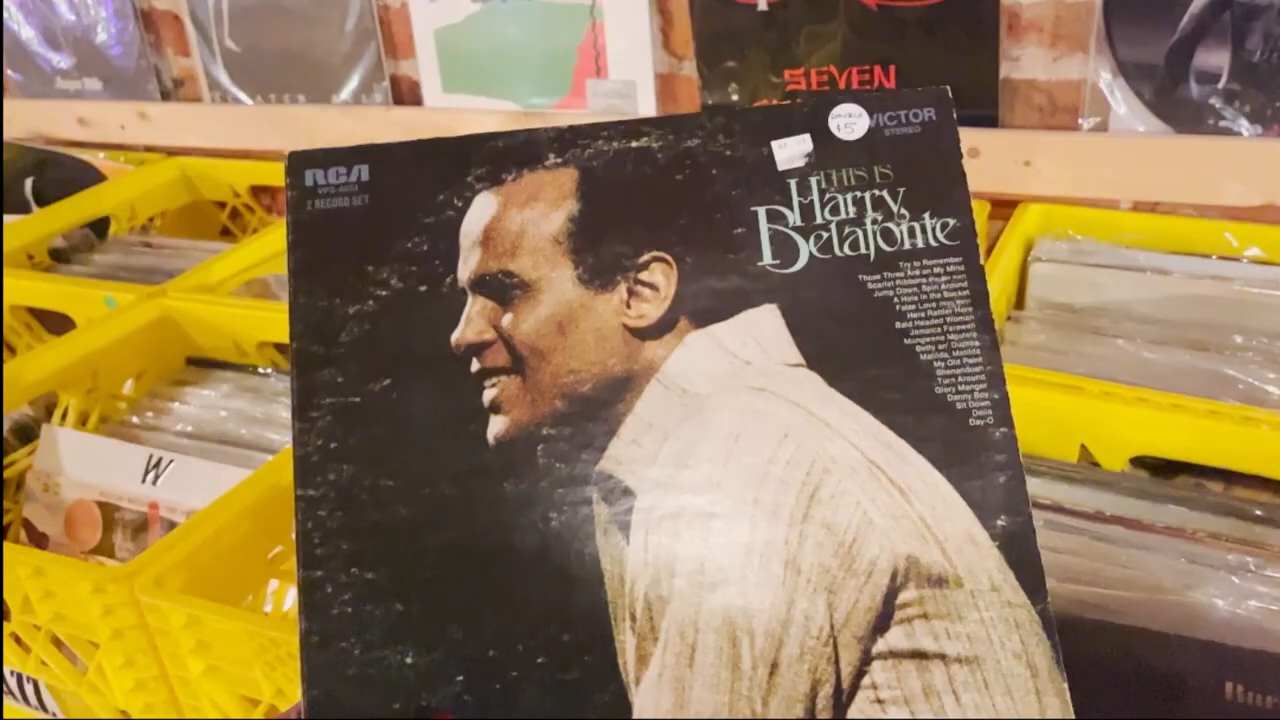 SEVEN
RCA
VPS-6024
2 RECORD SET
DOUBLE
$5
VICTOR
STEREO
THIS IS
Harry
Belafonte
Try to Remember
Those Three Are on My Mind
Scarlet Ribbons
Jump Down, Spin Around
A Hole in the Bucket
False Love
Here Rattler Here
Bald Headed Woman
Jamaica Farewell
Mangwene Mpulele
Betty an' Dupree
Matilda, Matilda
My Old Paint
Shenandoah
Turn Around
Glory Manger
Danny Boy
Sit Down
Delia
Day-O
W